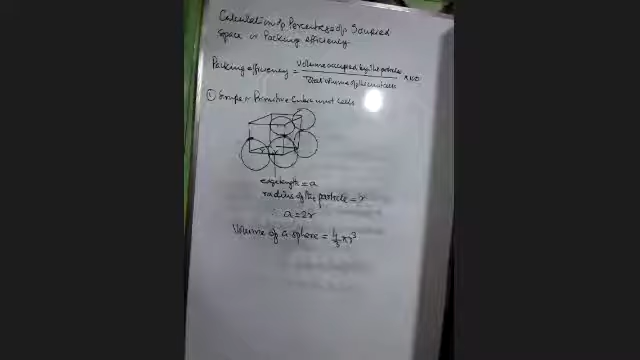 Calculation of Percentage of Squared
Space or Packing efficiency
Packing efficiency = Volume occupied by the particle / Total volume of the unit cells × 100
① Simple or Primitive Cubic unit cells
edge length = a
radius of the particle = r
∴ a = 2r
Volume of a sphere = 4/3 πr³